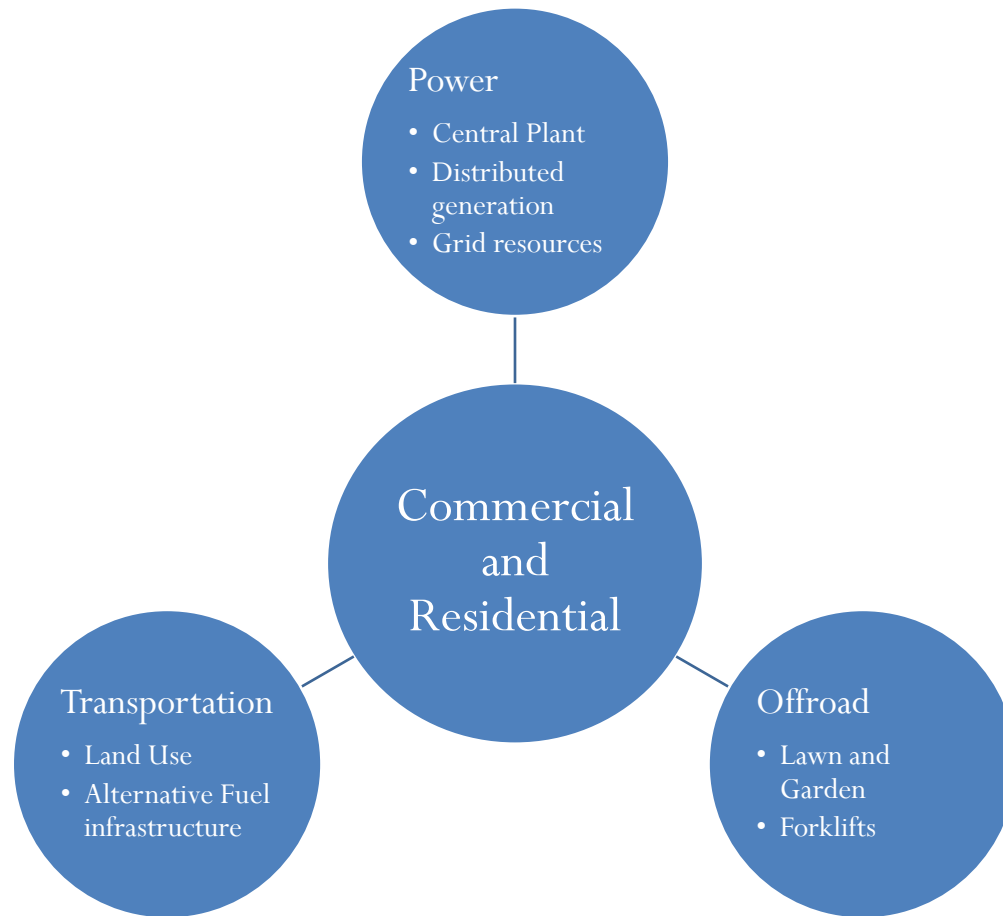 Power
• Central Plant
• Distributed
generation
• Grid resources
Commercial
and
Residential
Transportation
• Land Use
• Alternative Fuel
infrastructure
Offroad
• Lawn and
Garden
• Forklifts